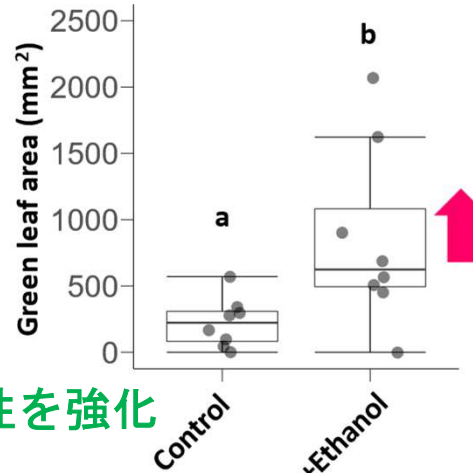 Green leaf area (mm²)
2500
2000
1500
1000
500
0
a
b
Control
+Ethanol
性を強化